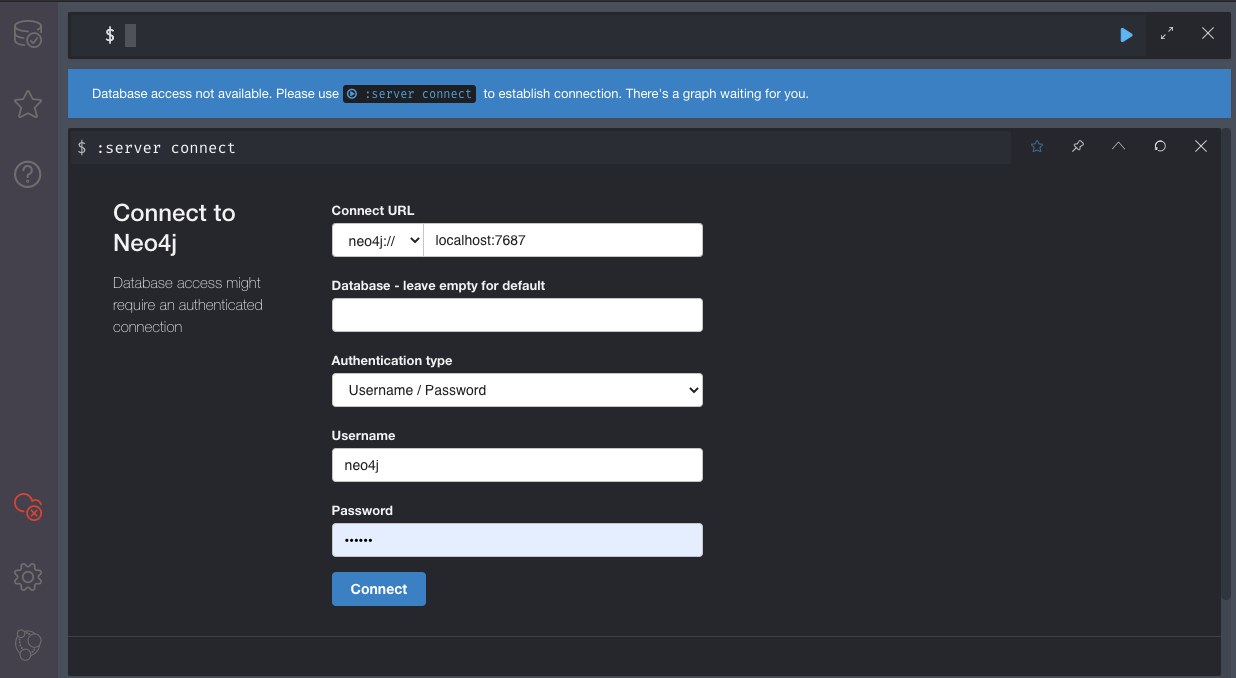 $
Database access not available. Please use :server connect to establish connection. There's a graph waiting for you.
$ :server connect
Connect to
Neo4j
Database access might
require an authenticated
connection
Connect URL
neo4j://
localhost:7687
Database - leave empty for default
Authentication type
Username / Password
Username
neo4j
Password
••••••
Connect